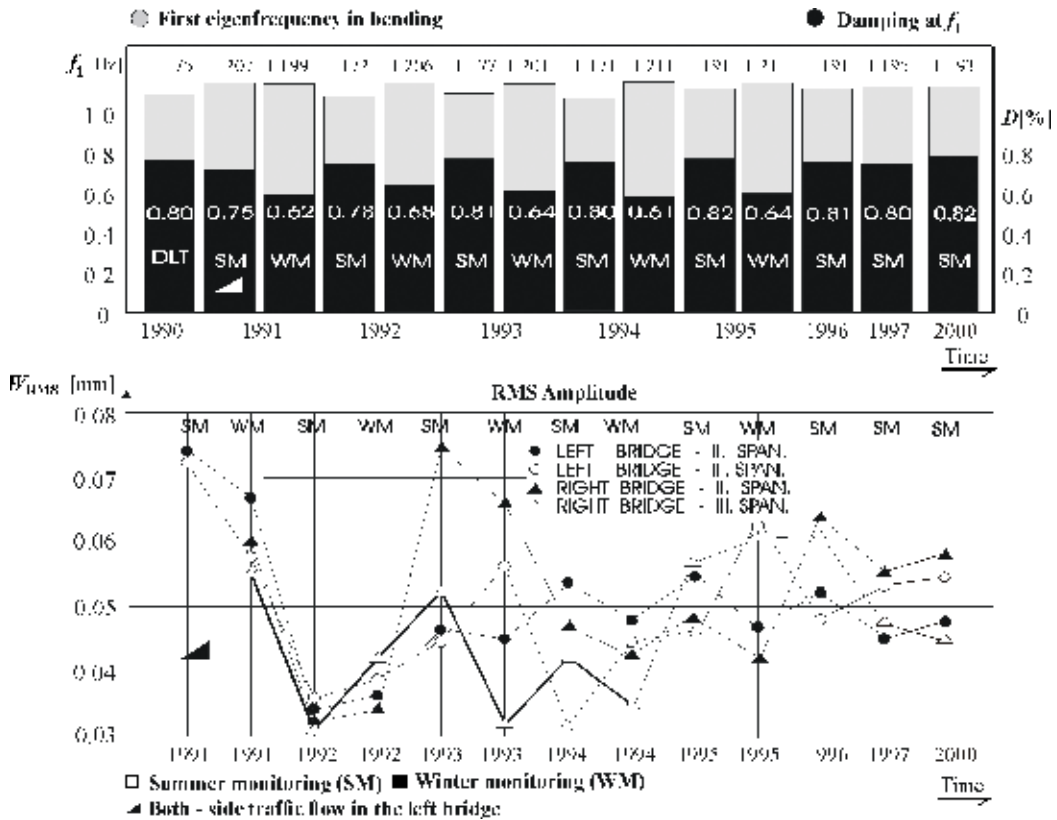 First eigenfrequency in bending
Damping at f1
f1 Hz
1.0
0.8
0.6
0.4
0.2
0
D[%]
0.8
0.6
0.4
0.2
0
0.80 0.75 0.62 0.78 0.68 0.81 0.64 0.80 0.61 0.82 0.64 0.81 0.80 0.82
DLT SM WM SM WM SM WM SM WM SM WM SM SM SM
1990 1991 1992 1993 1994 1995 1996 1997 2000
Time
WRMS [mm]
RMS Amplitude
0.08
0.07
0.06
0.05
0.04
0.03
SM WM SM WM SM WM SM WM SM WM SM SM SM
LEFT BRIDGE - II. SPAN.
LEFT BRIDGE - II. SPAN.
RIGHT BRIDGE - II. SPAN.
RIGHT BRIDGE - III. SPAN.
1991 1991 1992 1992 1993 1993 1994 1994 1995 1995 996 1997 2000
Summer monitoring (SM) Winter monitoring (WM)
Time
Both - side traffic flow in the left bridge